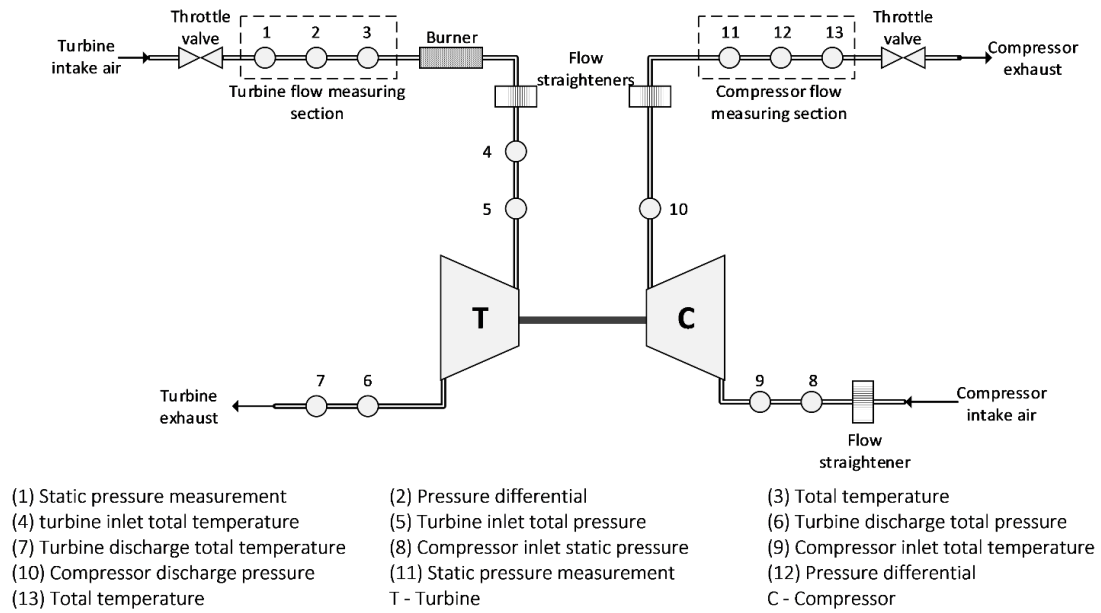 Throttle
valve
Turbine
intake air
1
2
3
Burner
Turbine flow measuring
section
Flow
straighteners
11
12
13
Throttle
valve
Compressor
exhaust
Compressor flow
measuring section
4
5
10
T
C
7
6
Turbine
exhaust
9
8
Compressor
intake air
Flow
straightener
(1) Static pressure measurement
(2) Pressure differential
(3) Total temperature
(4) turbine inlet total temperature
(5) Turbine inlet total pressure
(6) Turbine discharge total pressure
(7) Turbine discharge total temperature
(8) Compressor inlet static pressure
(9) Compressor inlet total temperature
(10) Compressor discharge pressure
(11) Static pressure measurement
(12) Pressure differential
(13) Total temperature
T - Turbine
C - Compressor